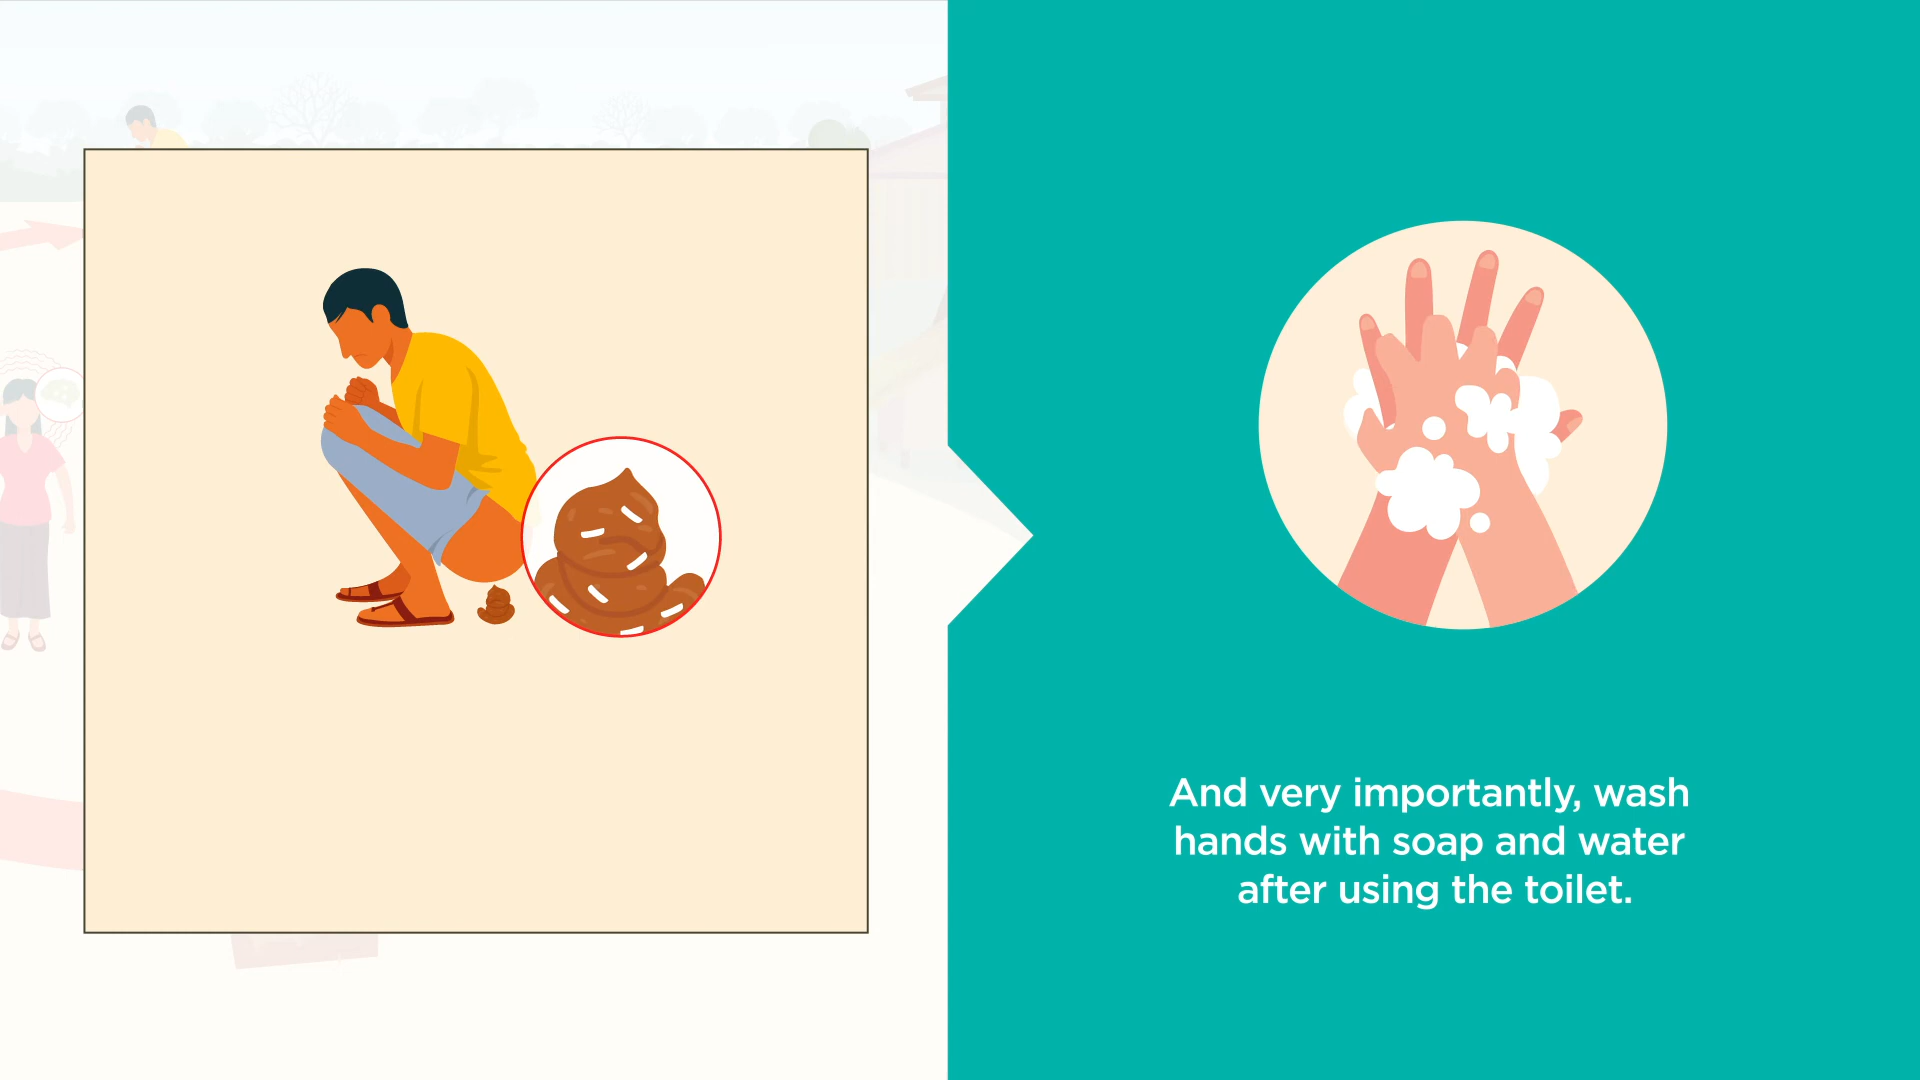 And very importantly, wash
hands with soap and water
after using the toilet.